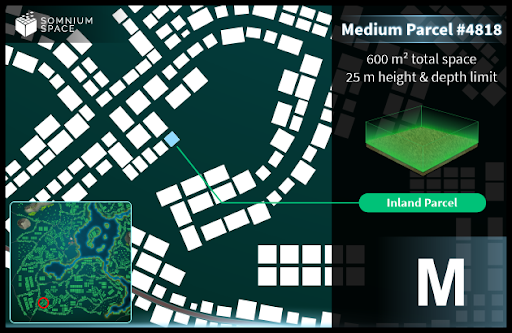 SOMNIUM
SPACE
Medium Parcel #4818
600 m² total space
25 m height & depth limit
Inland Parcel
M